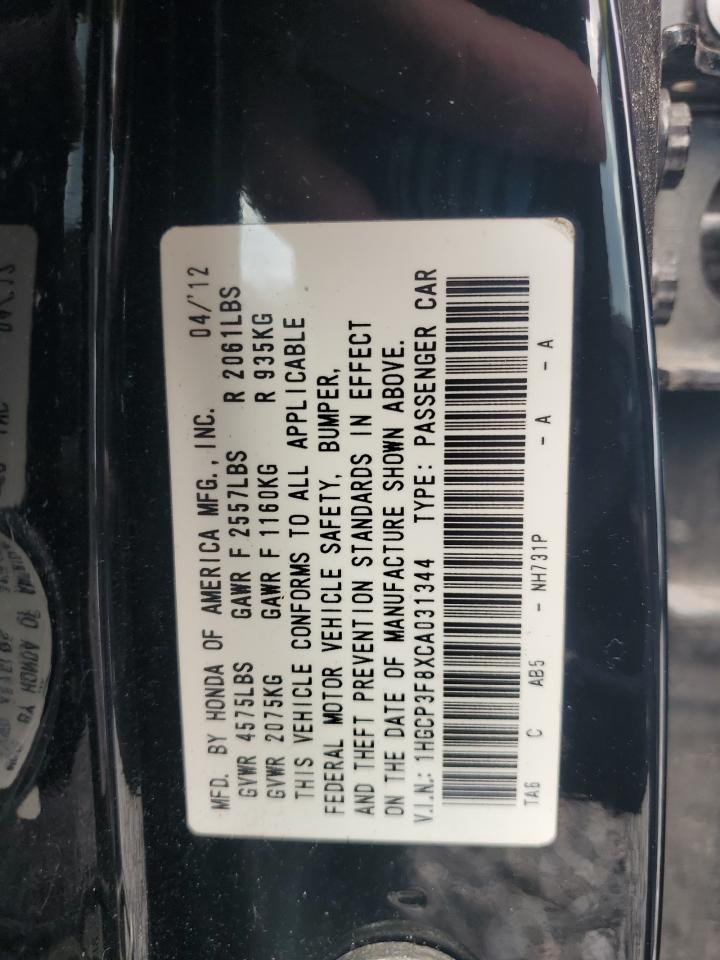 MFD. BY HONDA OF AMERICA MFG., INC. 04/'12
GVWR 4575LBS GAWR F 2557LBS R 2061LBS
GVWR 2075KG GAWR F 1160KG R 935KG
THIS VEHICLE CONFORMS TO ALL APPLICABLE
FEDERAL MOTOR VEHICLE SAFETY, BUMPER,
AND THEFT PREVENTION STANDARDS IN EFFECT
ON THE DATE OF MANUFACTURE SHOWN ABOVE.
V.I.N.: 1HGCP3F8XCA031344 TYPE: PASSENGER CAR
TA6 C AB5 - NH731P - A - A